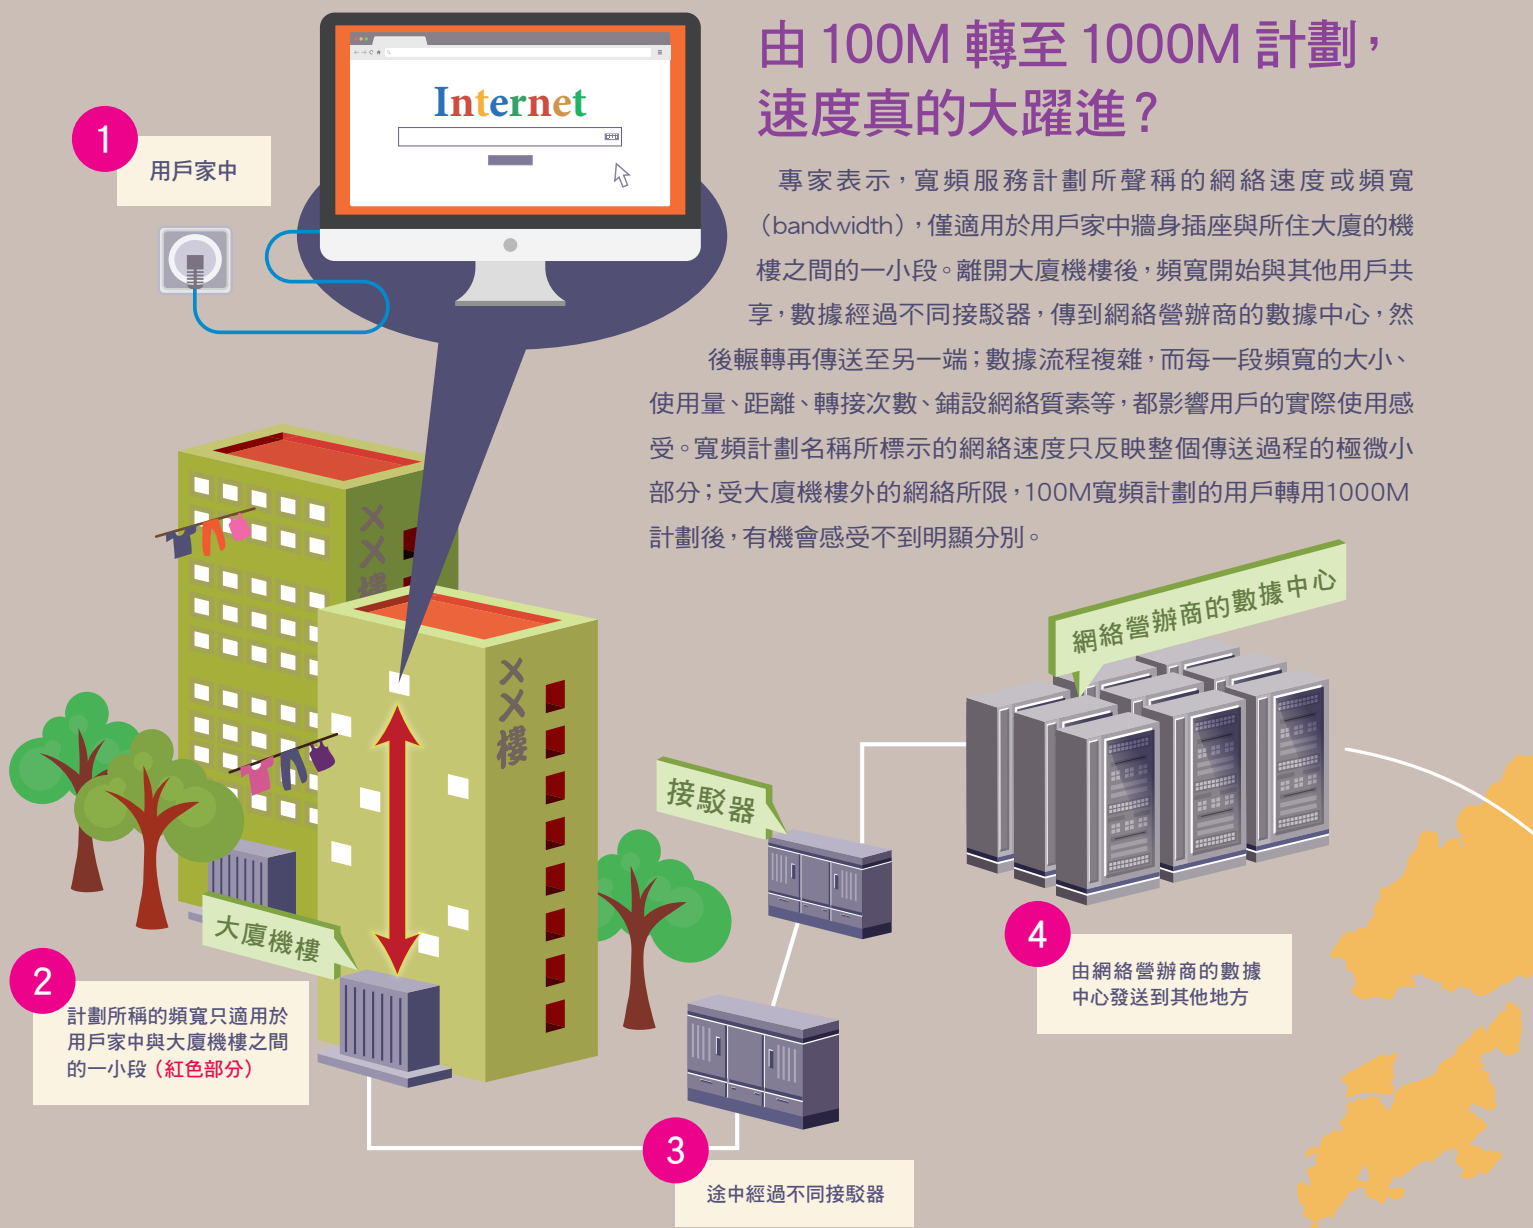 由 100M 轉至 1000M 計劃，
速度真的大躍進？
專家表示，寬頻服務計劃所聲稱的網絡速度或頻寬
（bandwidth），僅適用於用戶家中牆身插座與所住大廈的機
樓之間的一小段。離開大廈機樓後，頻寬開始與其他用戶共
享，數據經過不同接駁器，傳到網絡營辦商的數據中心，然
後輾轉再傳送至另一端；數據流程複雜，而每一段頻寬的大小、
使用量、距離、轉接次數、鋪設網絡質素等，都影響用戶的實際使用感
受。寬頻計劃名稱所標示的網絡速度只反映整個傳送過程的極微小
部分；受大廈機樓外的網絡所限，100M寬頻計劃的用戶轉用1000M
計劃後，有機會感受不到明顯分別。
Internet
1
用戶家中
XX樓
XX樓
大廈機樓
2
計劃所稱的頻寬只適用於
用戶家中與大廈機樓之間
的一小段（紅色部分）
接駁器
3
途中經過不同接駁器
網絡營辦商的數據中心
4
由網絡營辦商的數據
中心發送到其他地方